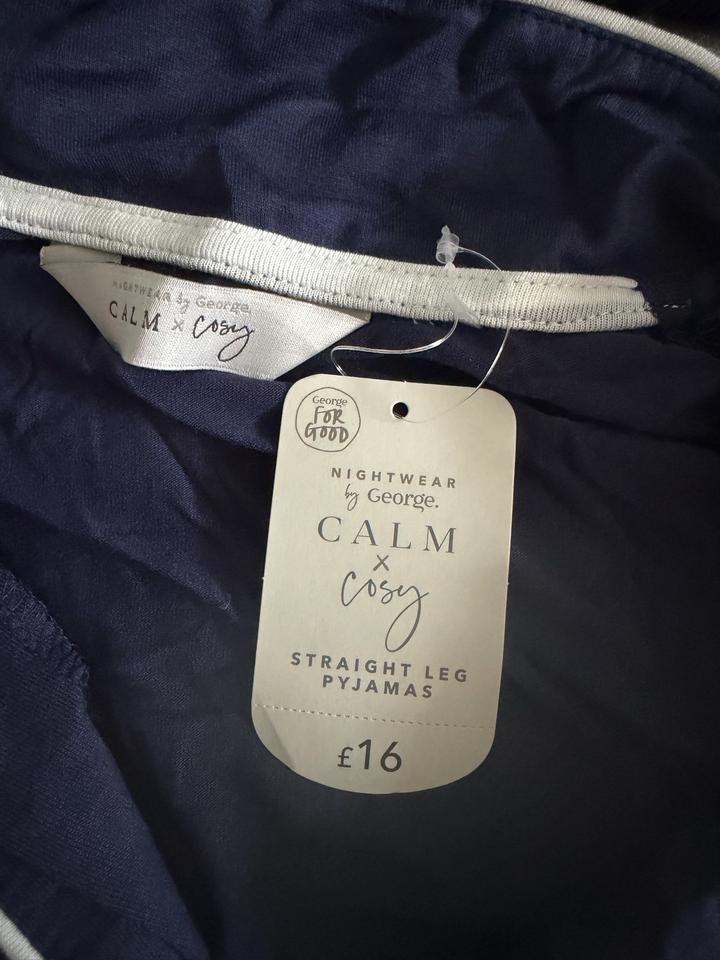 NIGHTWEAR by George.
CALM x cosy
George
FOR
GOOD
NIGHTWEAR
by George.
CALM
x
cosy
STRAIGHT LEG
PYJAMAS
£16